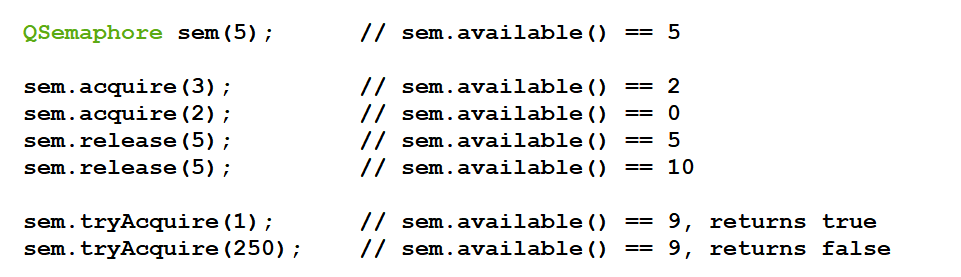 QSemaphore sem(5);      // sem.available() == 5
sem.acquire(3);         // sem.available() == 2
sem.acquire(2);         // sem.available() == 0
sem.release(5);         // sem.available() == 5
sem.release(5);         // sem.available() == 10
sem.tryAcquire(1);      // sem.available() == 9, returns true
sem.tryAcquire(250);    // sem.available() == 9, returns false